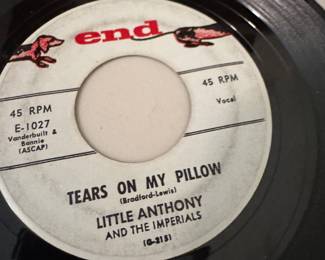 end
45 RPM
45 RPM
E-1027
Vocal
Vanderbuilt &
Bonnie
(ASCAP)
TEARS ON MY PILLOW
(Bradford-Lewis)
LITTLE ANTHONY
AND THE IMPERIALS
(G-215)